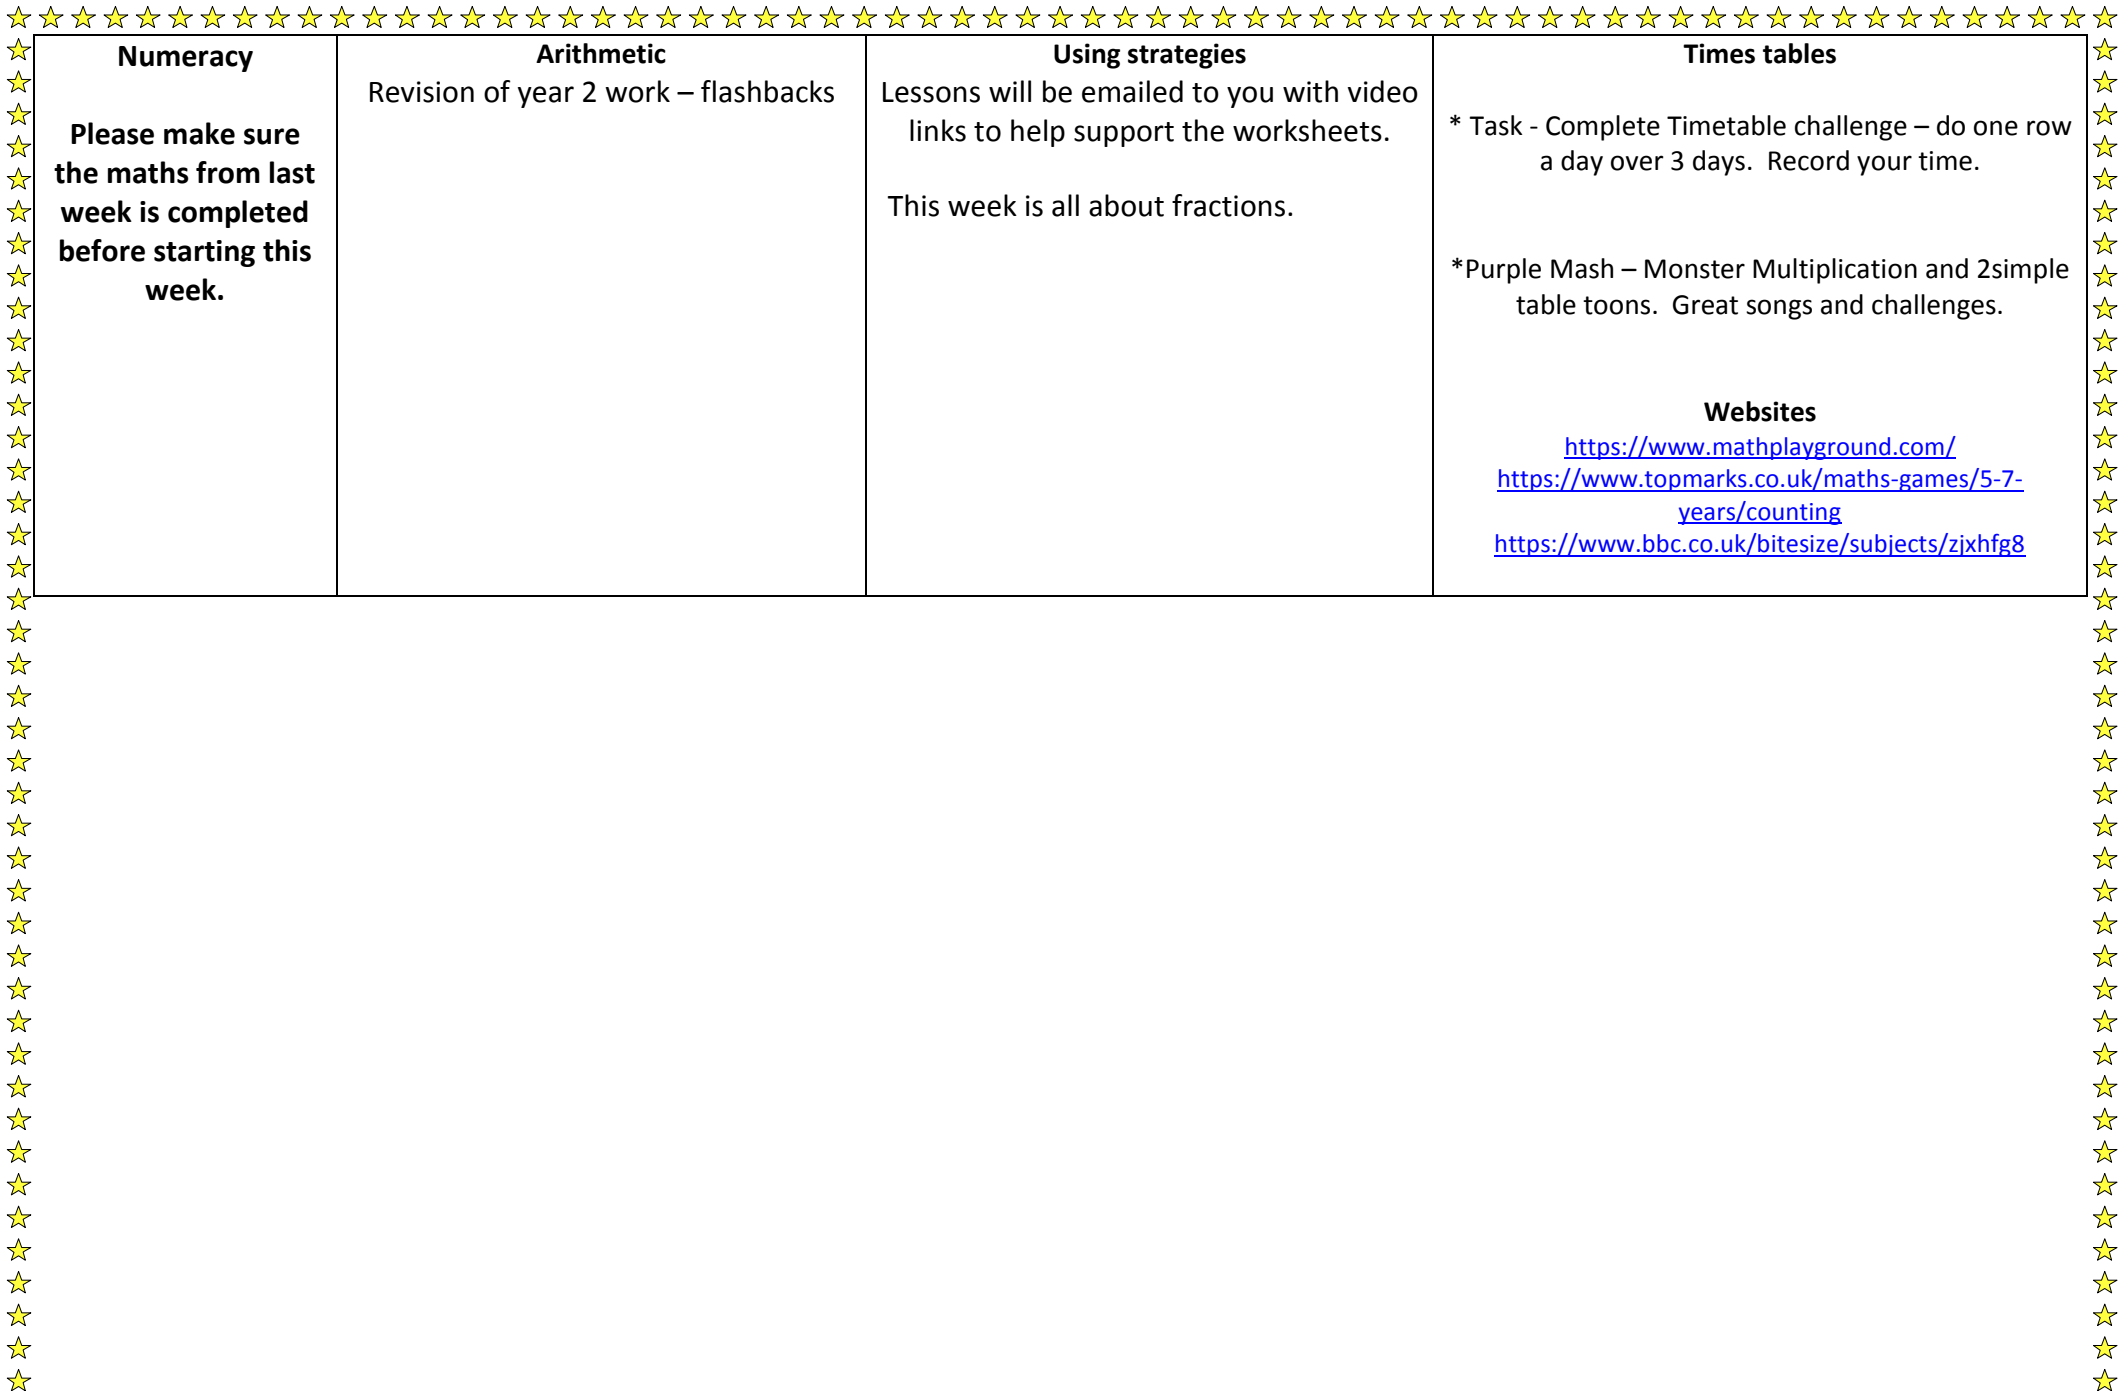 Numeracy
Please make sure
the maths from last
week is completed
before starting this
week.
Arithmetic
Revision of year 2 work – flashbacks
Using strategies
Lessons will be emailed to you with video
links to help support the worksheets.
This week is all about fractions.
Times tables
* Task - Complete Timetable challenge – do one row
a day over 3 days.  Record your time.
*Purple Mash – Monster Multiplication and 2simple
table toons.  Great songs and challenges.
Websites
https://www.mathplayground.com/
https://www.topmarks.co.uk/maths-games/5-7-
years/counting
https://www.bbc.co.uk/bitesize/subjects/zjxhfg8